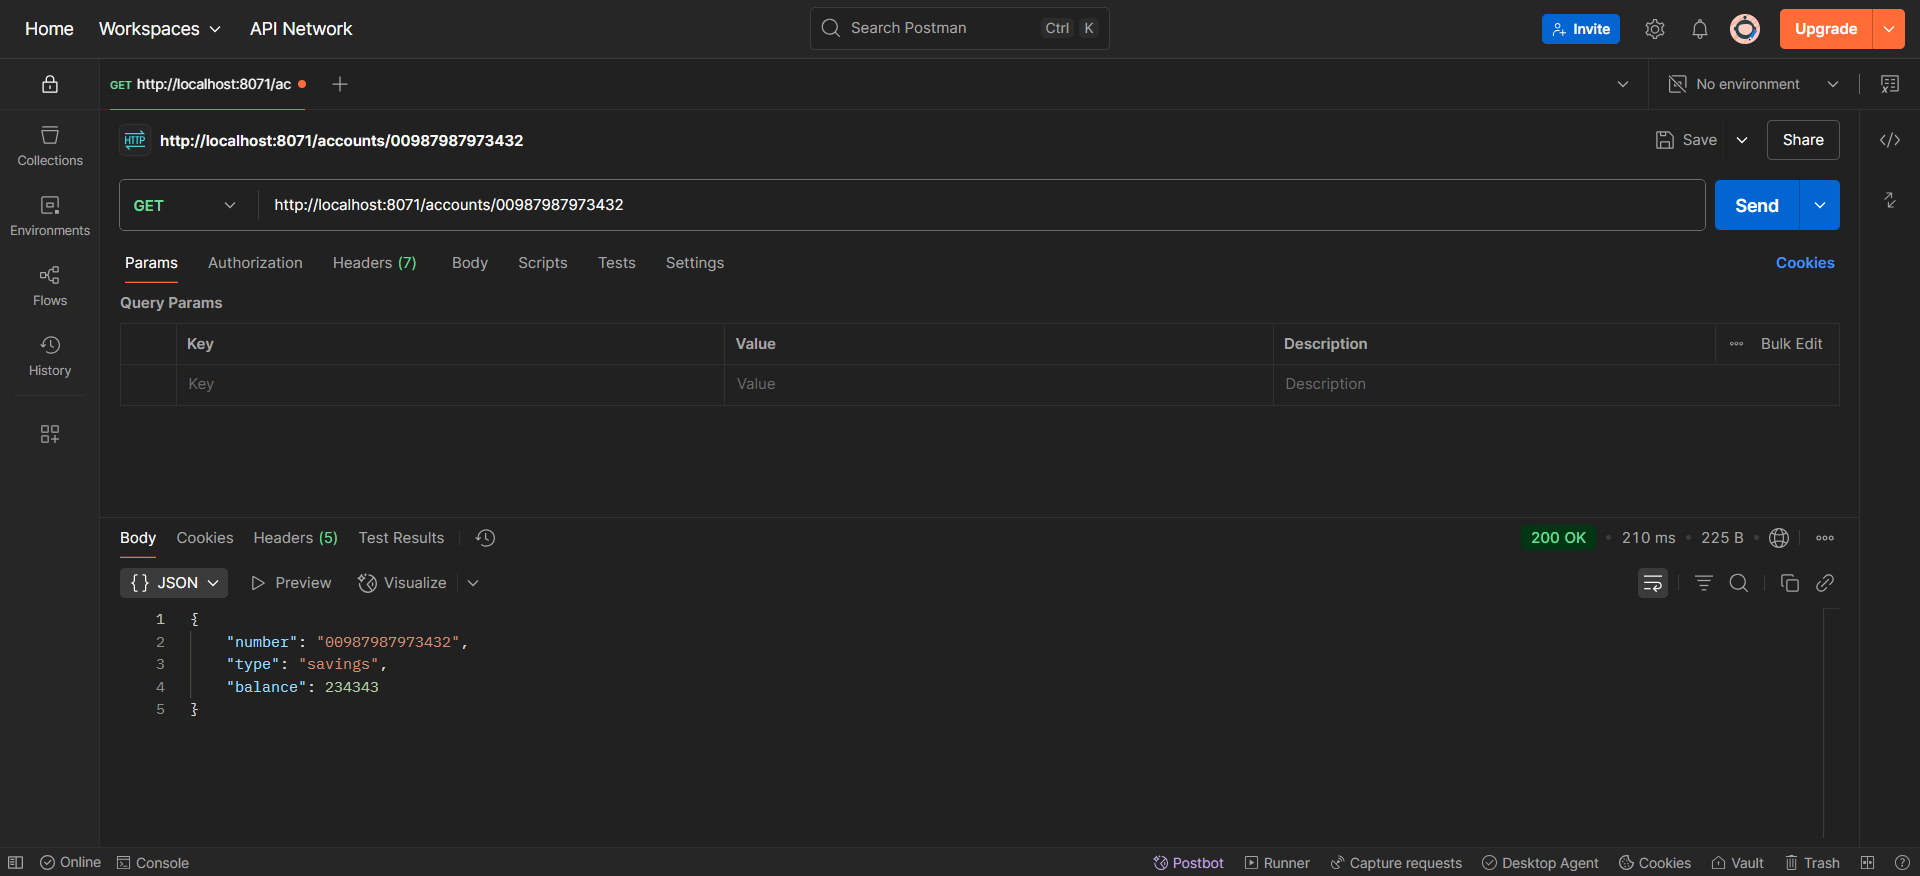 Home Workspaces API Network Search Postman Ctrl K Invite Upgrade
GET http://localhost:8071/ac No environment
HTTP http://localhost:8071/accounts/00987987973432 Save Share
Collections
Environments
Flows
History
GET http://localhost:8071/accounts/00987987973432 Send
Params Authorization Headers (7) Body Scripts Tests Settings Cookies
Query Params
Key Value Description Bulk Edit
Key Value Description
Body Cookies Headers (5) Test Results 200 OK 210 ms 225 B
{} JSON Preview Visualize
1 {
2 "number": "00987987973432",
3 "type": "savings",
4 "balance": 234343
5 }
Online Console Postbot Runner Capture requests Desktop Agent Cookies Vault Trash